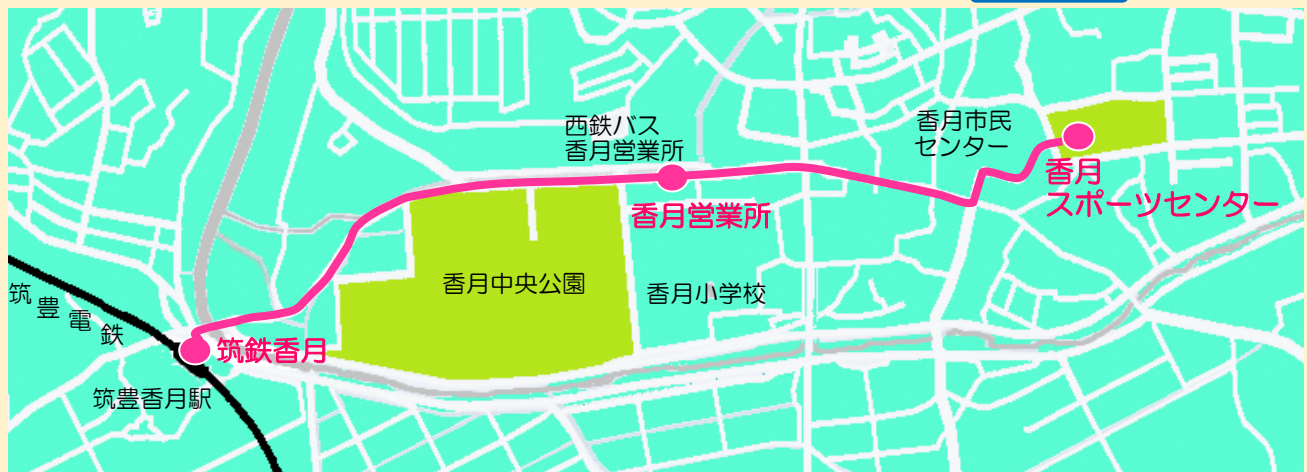 西鉄バス
香月営業所
香月市民
センター
香月
スポーツセンター
香月営業所
香月中央公園
香月小学校
筑豊電鉄
筑鉄香月
筑豊香月駅